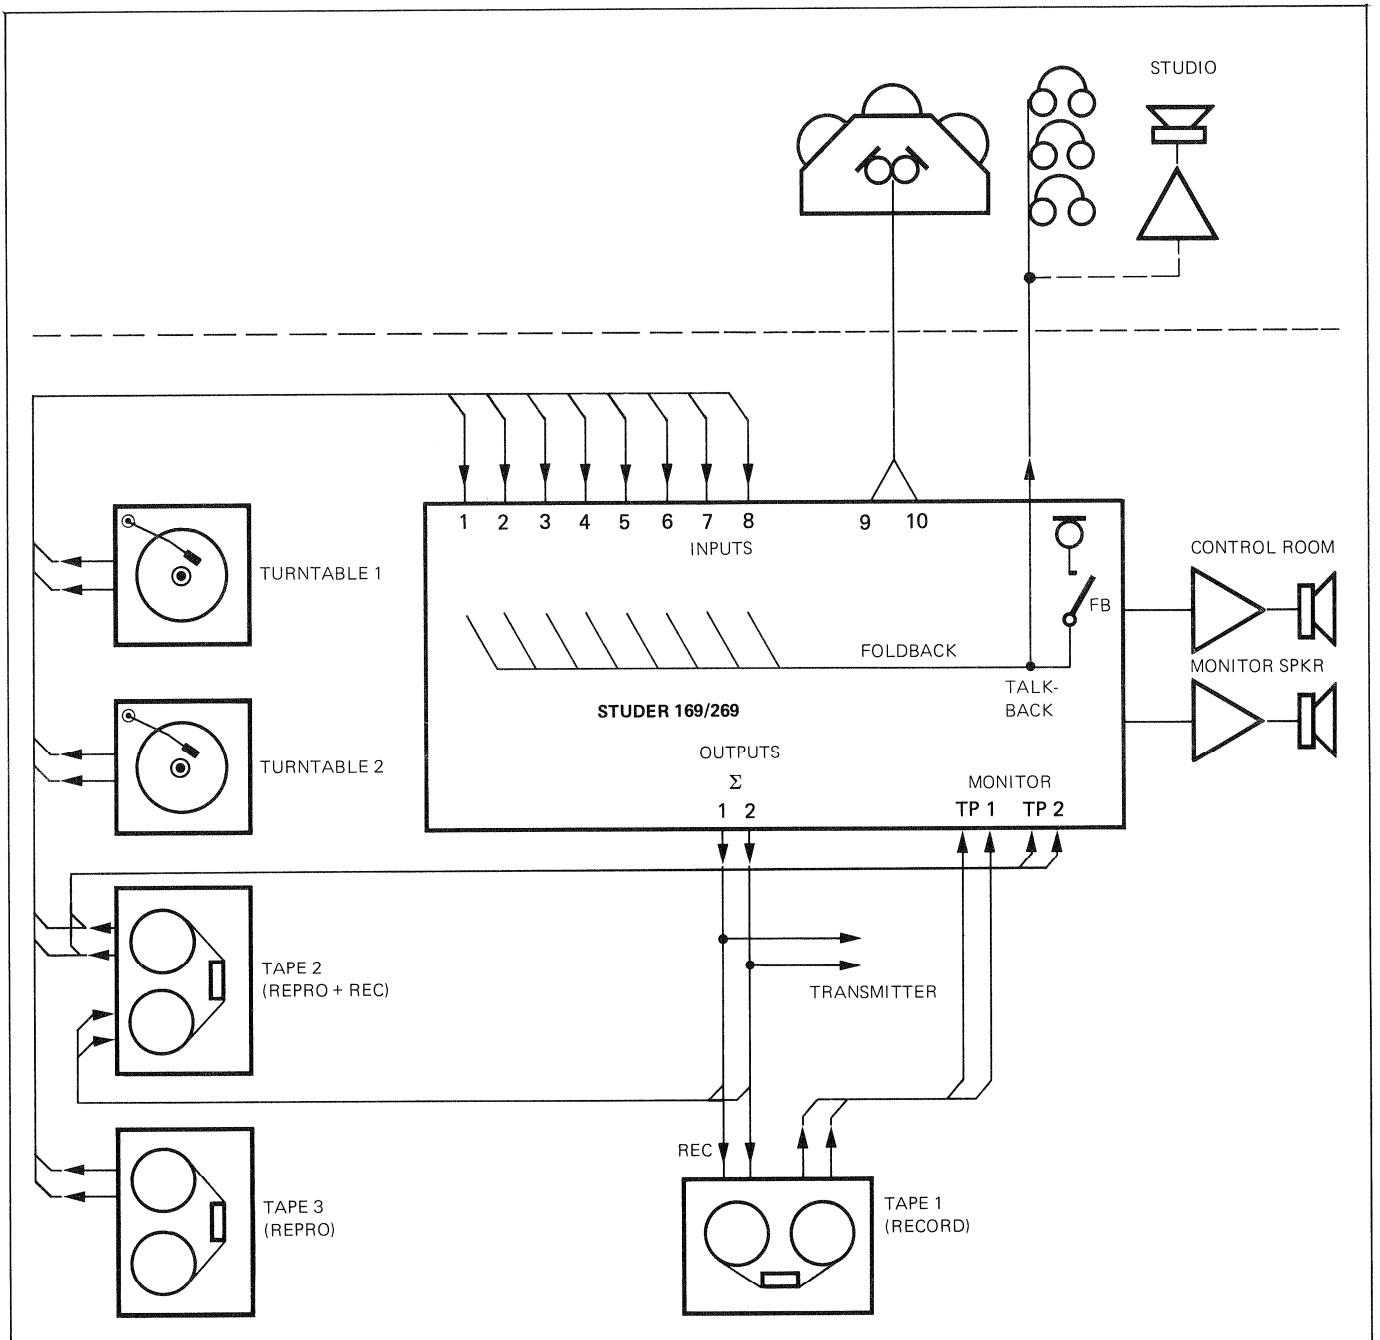 STUDIO
1 2 3 4 5 6 7 8 9 10
INPUTS
CONTROL ROOM
TURNTABLE 1
FB
FOLDBACK
MONITOR SPKR
TALK-
BACK
STUDER 169/269
OUTPUTS
TURNTABLE 2
Σ
MONITOR
1 2
TP 1 TP 2
TAPE 2
(REPRO + REC)
TRANSMITTER
REC
TAPE 3
(REPRO)
TAPE 1
(RECORD)